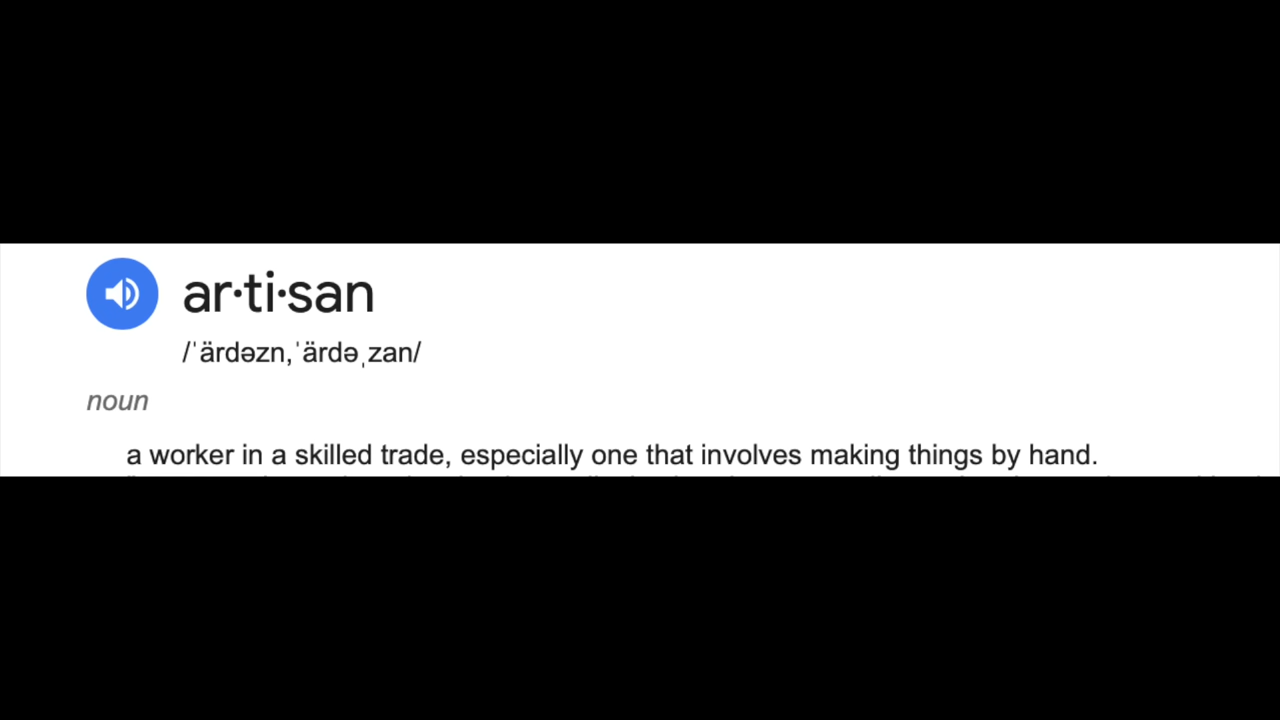 ar·ti·san
/ˈärdəzn,ˈärdəˌzan/
noun
a worker in a skilled trade, especially one that involves making things by hand.